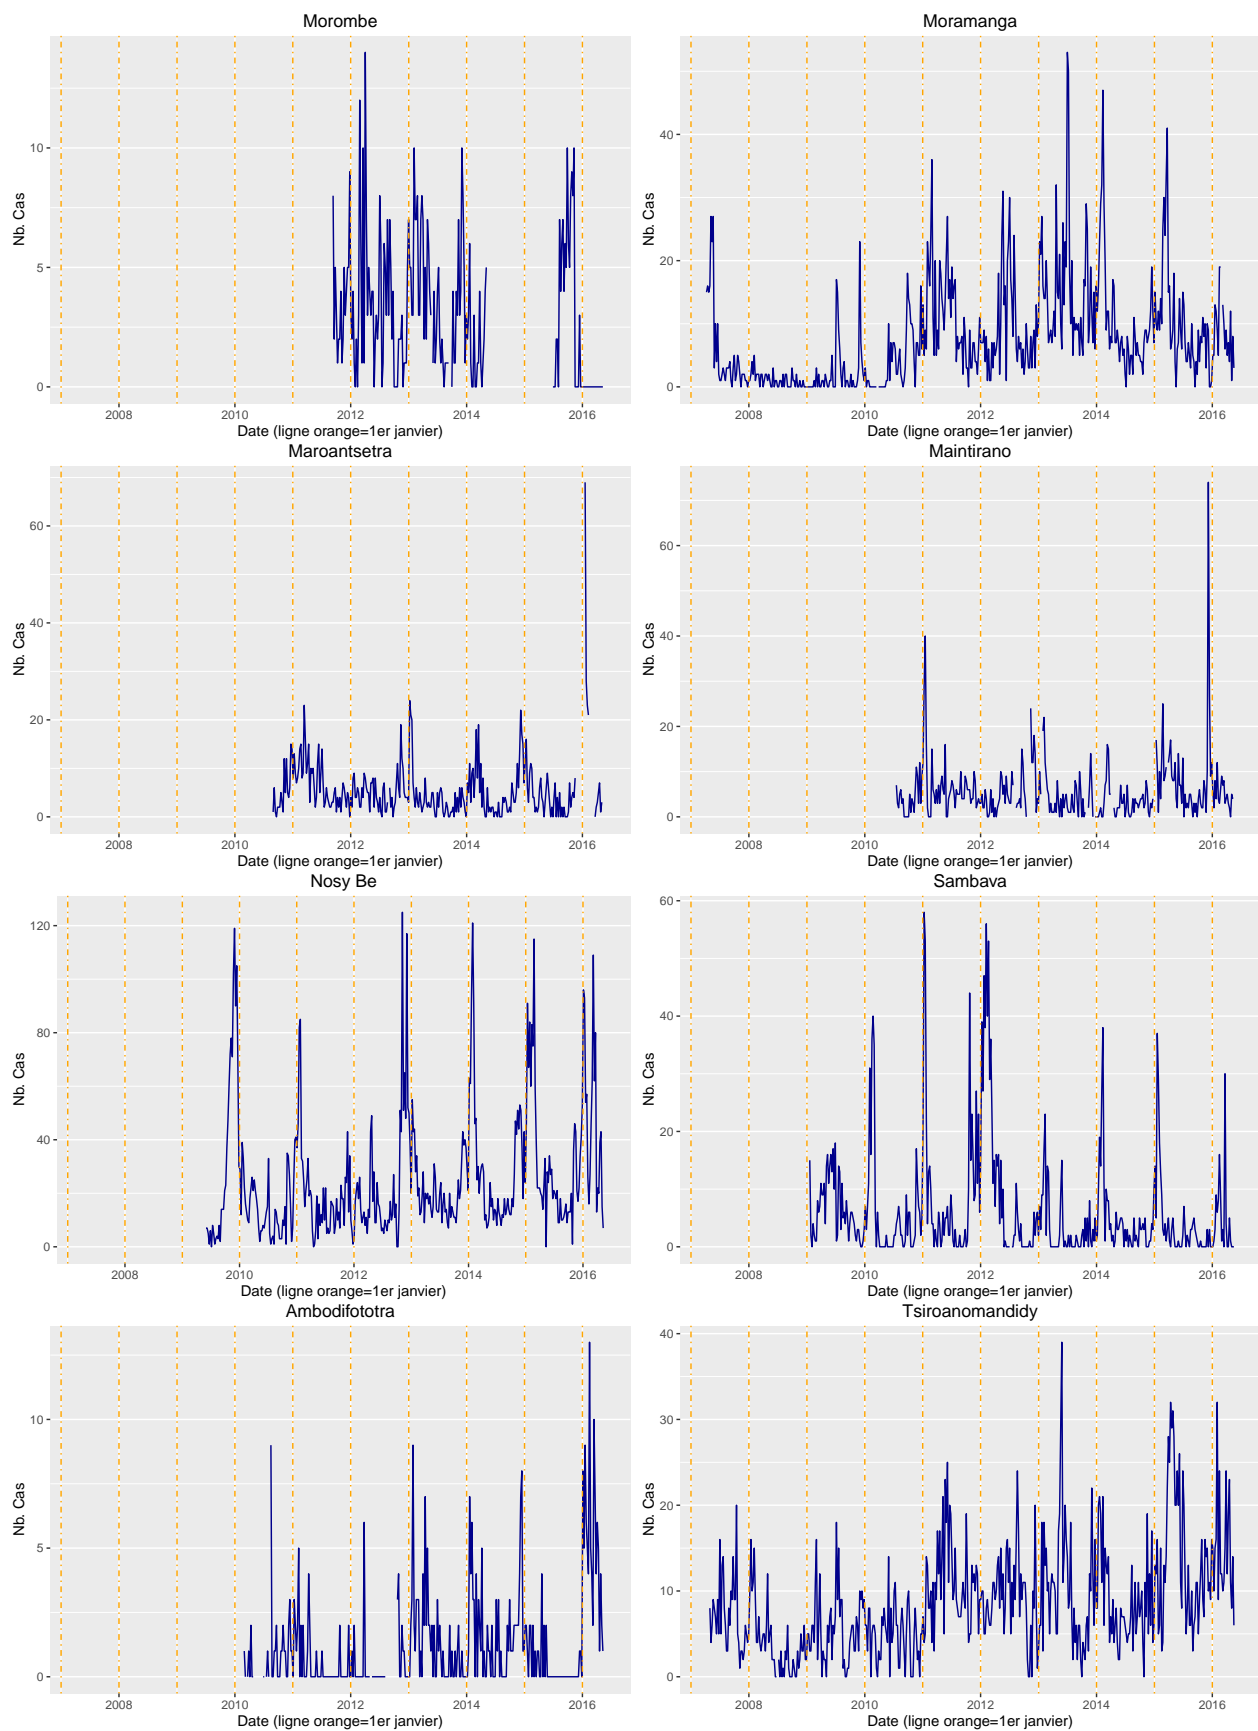 Morombe
Nb. Cas
10
5
0
2008 2010 2012 2014 2016
Date (ligne orange=1er janvier)
Moramanga
Nb. Cas
40
20
0
2008 2010 2012 2014 2016
Date (ligne orange=1er janvier)
Maroantsetra
Nb. Cas
60
40
20
0
2008 2010 2012 2014 2016
Date (ligne orange=1er janvier)
Maintirano
Nb. Cas
60
40
20
0
2008 2010 2012 2014 2016
Date (ligne orange=1er janvier)
Nosy Be
Nb. Cas
120
80
40
0
2008 2010 2012 2014 2016
Date (ligne orange=1er janvier)
Sambava
Nb. Cas
60
40
20
0
2008 2010 2012 2014 2016
Date (ligne orange=1er janvier)
Ambodifototra
Nb. Cas
10
5
0
2008 2010 2012 2014 2016
Date (ligne orange=1er janvier)
Tsiroanomandidy
Nb. Cas
40
30
20
10
0
2008 2010 2012 2014 2016
Date (ligne orange=1er janvier)